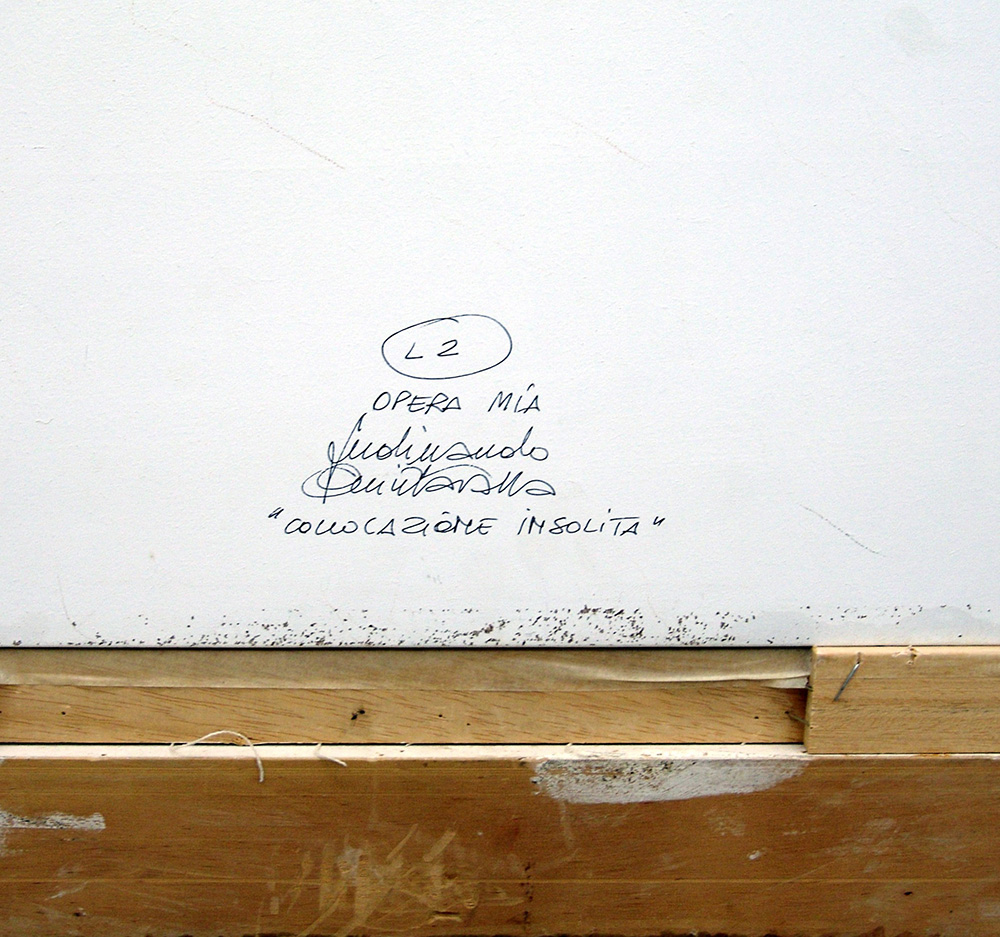 L2
OPERA MIA
Ferdinando
Quintavalla
"COLLOCAZIONE INSOLITA"